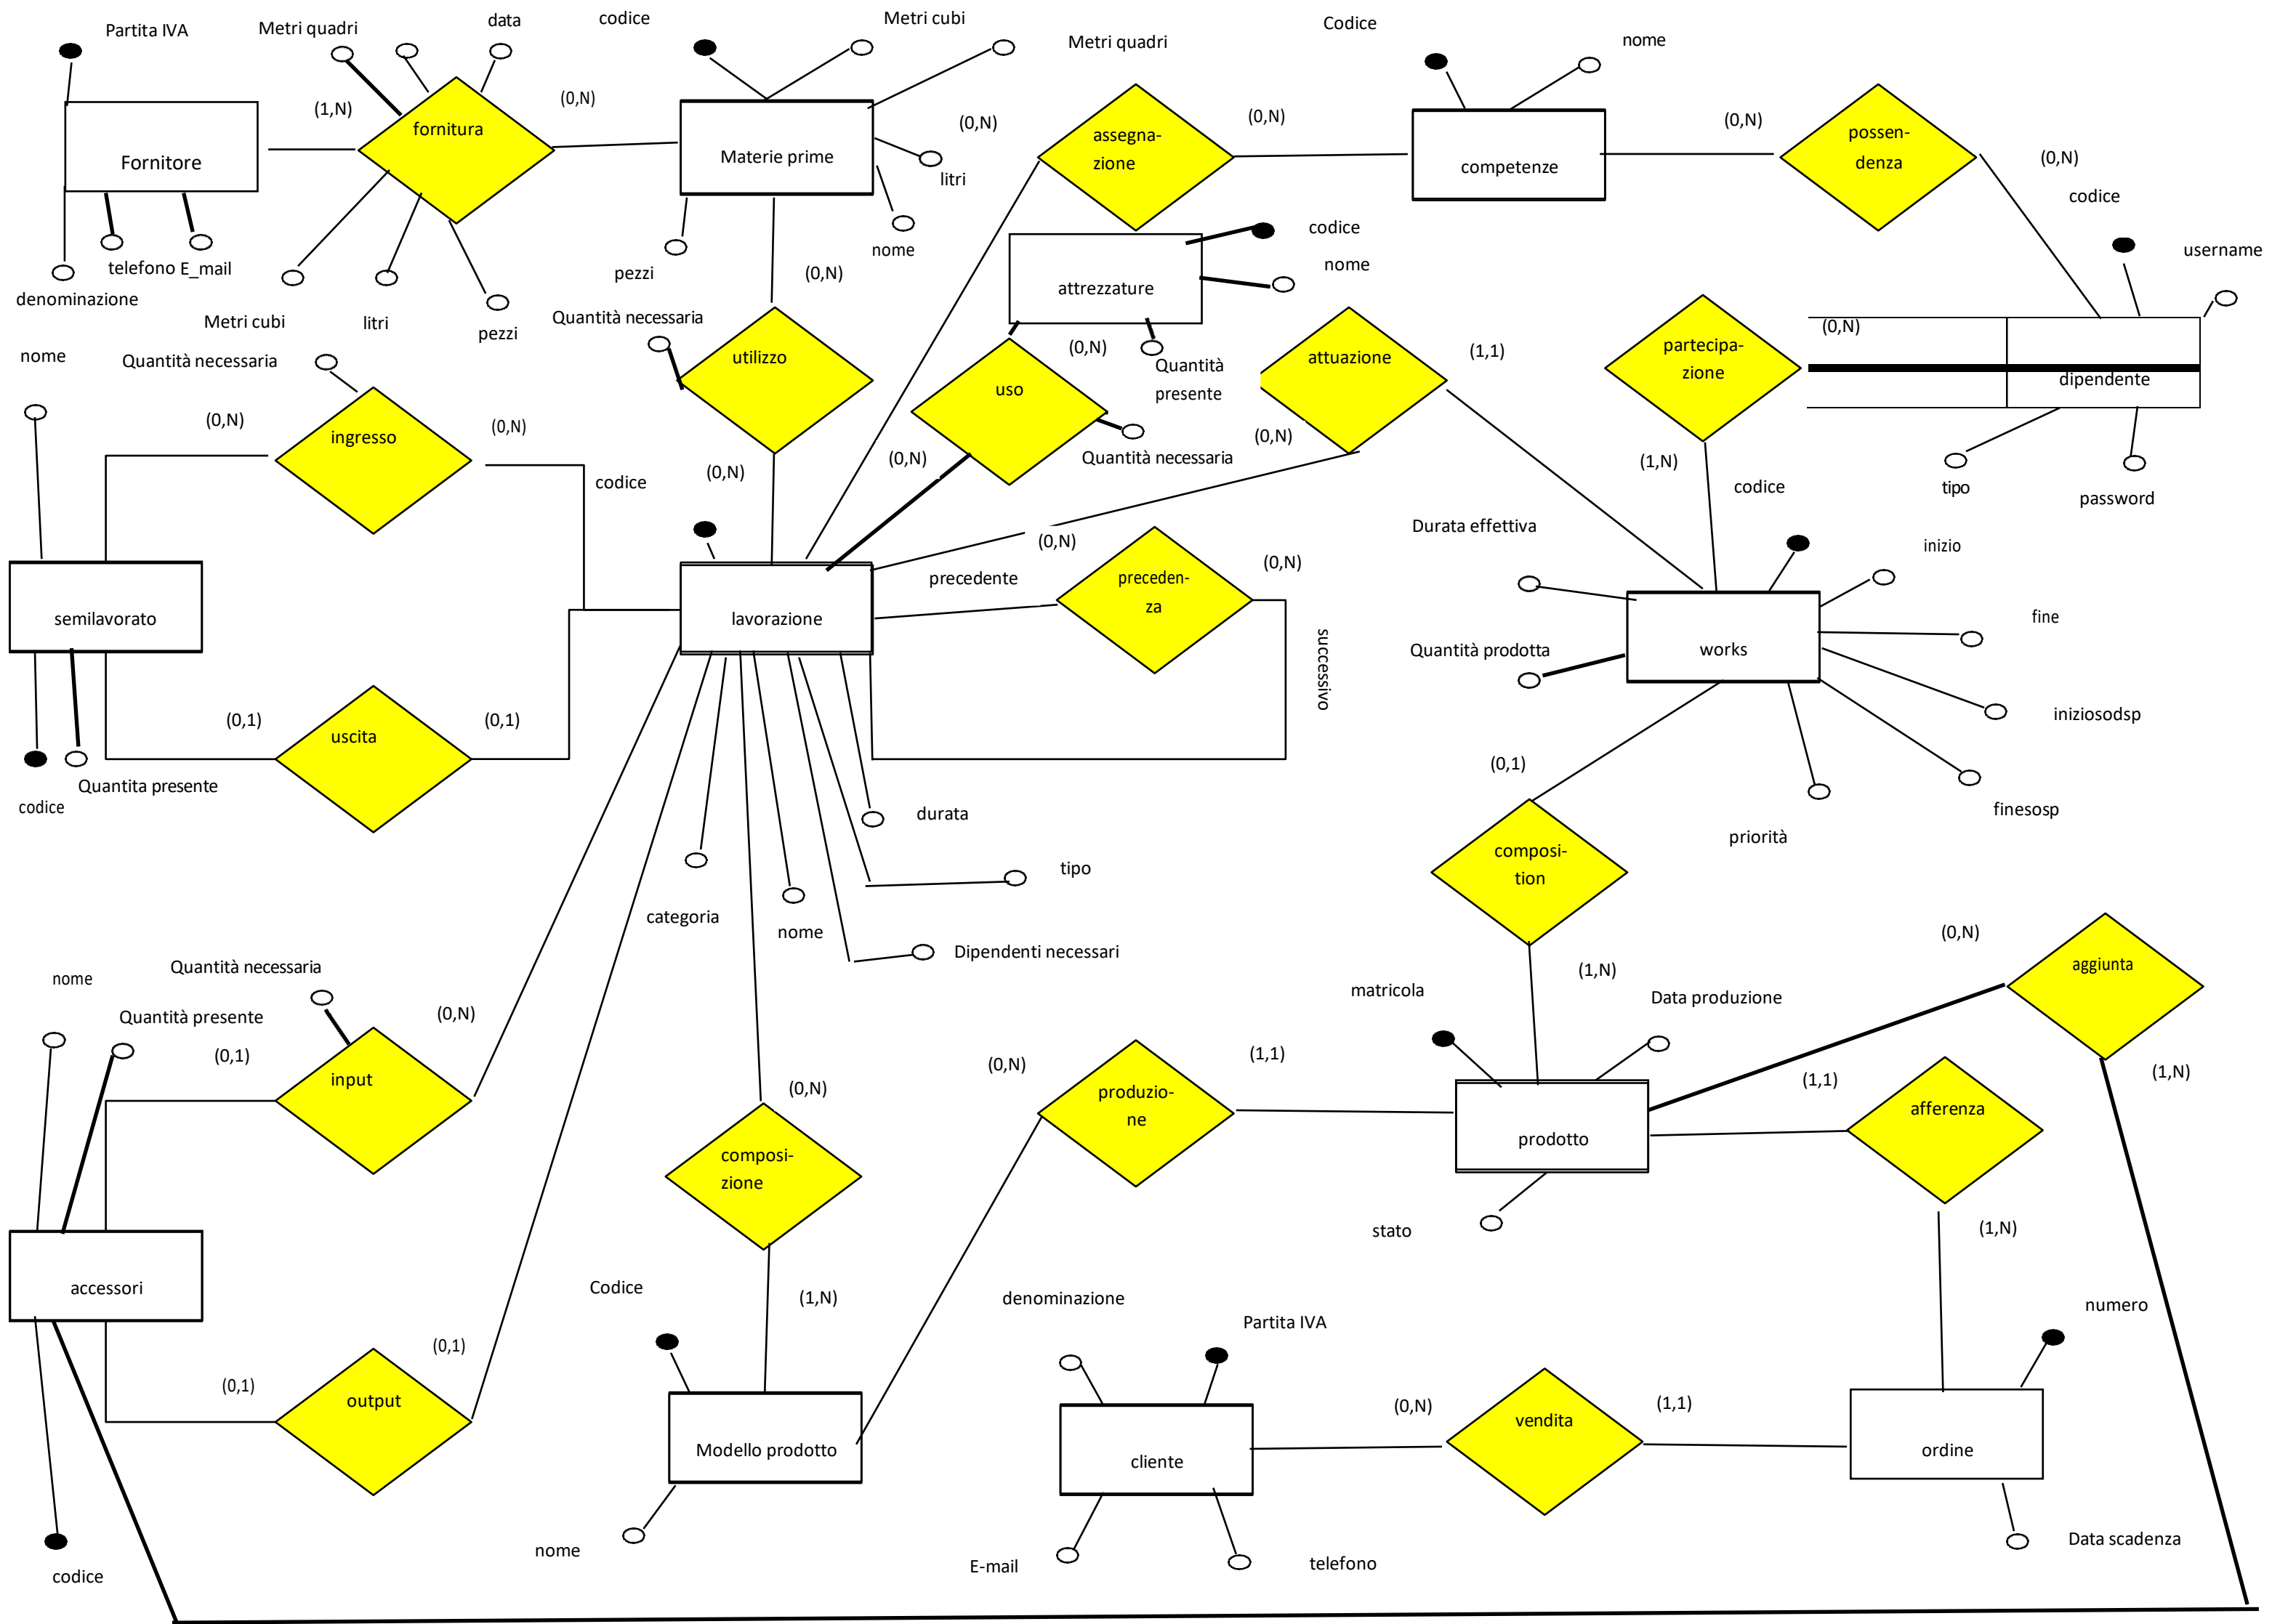 Partita IVA
Metri quadri
data
codice
Metri cubi
Metri quadri
Codice
nome
(1,N)
fornitura
(0,N)
Fornitore
Materie prime
(0,N)
litri
nome
pezzi
assegna-
zione
(0,N)
competenze
(0,N)
possen-
denza
(0,N)
codice
username
telefono E_mail
denominazione
Metri cubi
litri
pezzi
(0,N)
codice
nome
attrezzature
Quantità necessaria
utilizzo
(0,N)
Quantità
presente
uso
attuazione
(1,1)
partecipa-
zione
(0,N)
dipendente
nome
Quantità necessaria
(0,N)
ingresso
(0,N)
codice
(0,N)
(0,N)
Quantità necessaria
(0,N)
(1,N)
codice
tipo
password
Durata effettiva
inizio
(0,N)
precedente
preceden-
za
(0,N)
successivo
semilavorato
lavorazione
works
fine
Quantità prodotta
iniziosodsp
finesosp
priorità
(0,1)
uscita
(0,1)
Quantita presente
codice
durata
tipo
categoria
nome
Dipendenti necessari
(0,1)
composi-
tion
(1,N)
matricola
Data produzione
(0,N)
aggiunta
(1,N)
nome
Quantità necessaria
Quantità presente
(0,1)
input
(0,N)
(0,N)
composi-
zione
(0,N)
produzio-
ne
(1,1)
prodotto
(1,1)
afferenza
(1,N)
stato
accessori
Codice
(1,N)
denominazione
Partita IVA
numero
(0,1)
output
(0,1)
Modello prodotto
cliente
(0,N)
vendita
(1,1)
ordine
codice
nome
E-mail
telefono
Data scadenza